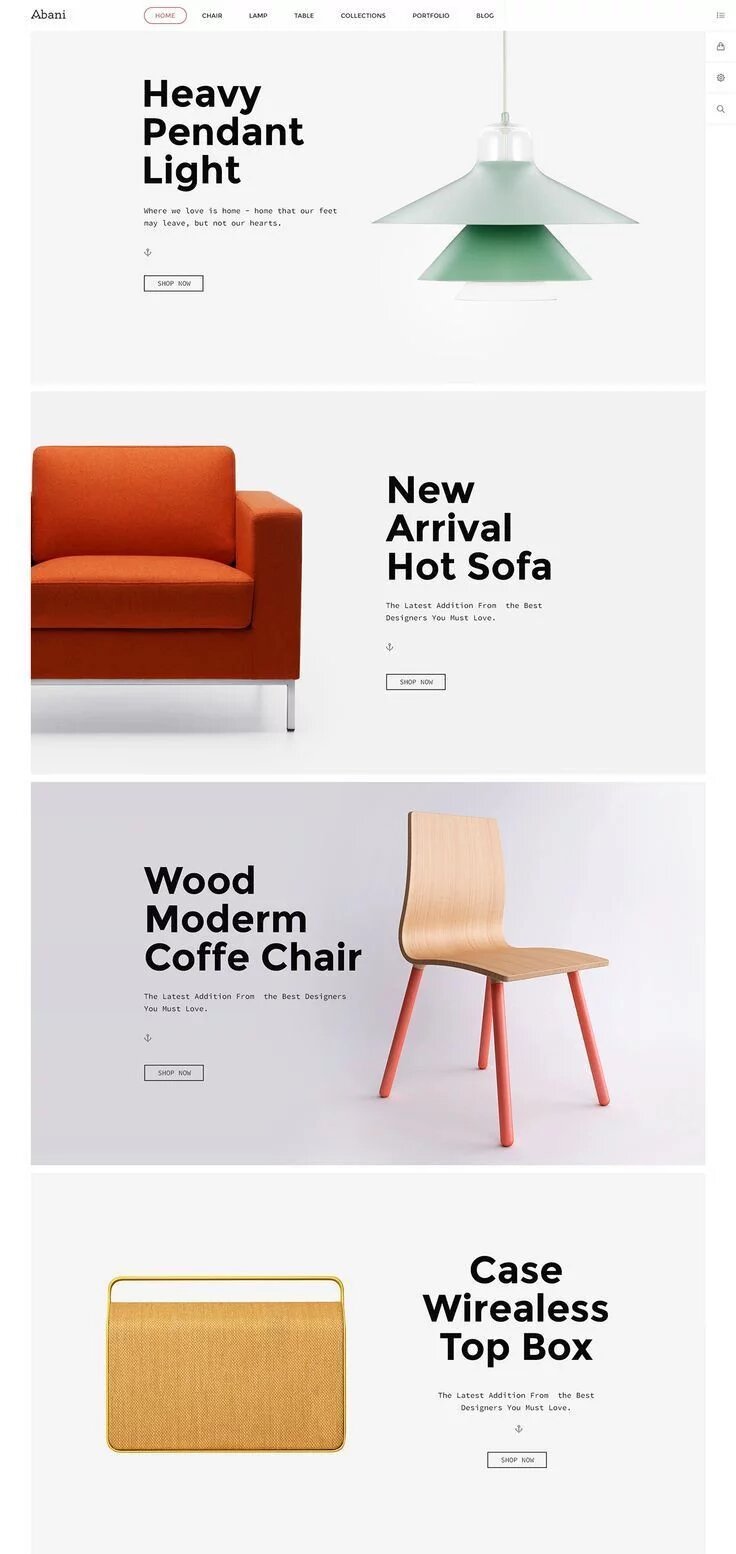 Abani
HOME CHAIR LAMP TABLE COLLECTIONS PORTFOLIO BLOG
Heavy
Pendant
Light
Where we love is home - home that our feet
may leave, but not our hearts.
SHOP NOW
New
Arrival
Hot Sofa
The Latest Addition From  the Best
Designers You Must Love.
SHOP NOW
Wood
Moderm
Coffe Chair
The Latest Addition From  the Best Designers
You Must Love.
SHOP NOW
Case
Wirealess
Top Box
The Latest Addition From  the Best
Designers You Must Love.
SHOP NOW